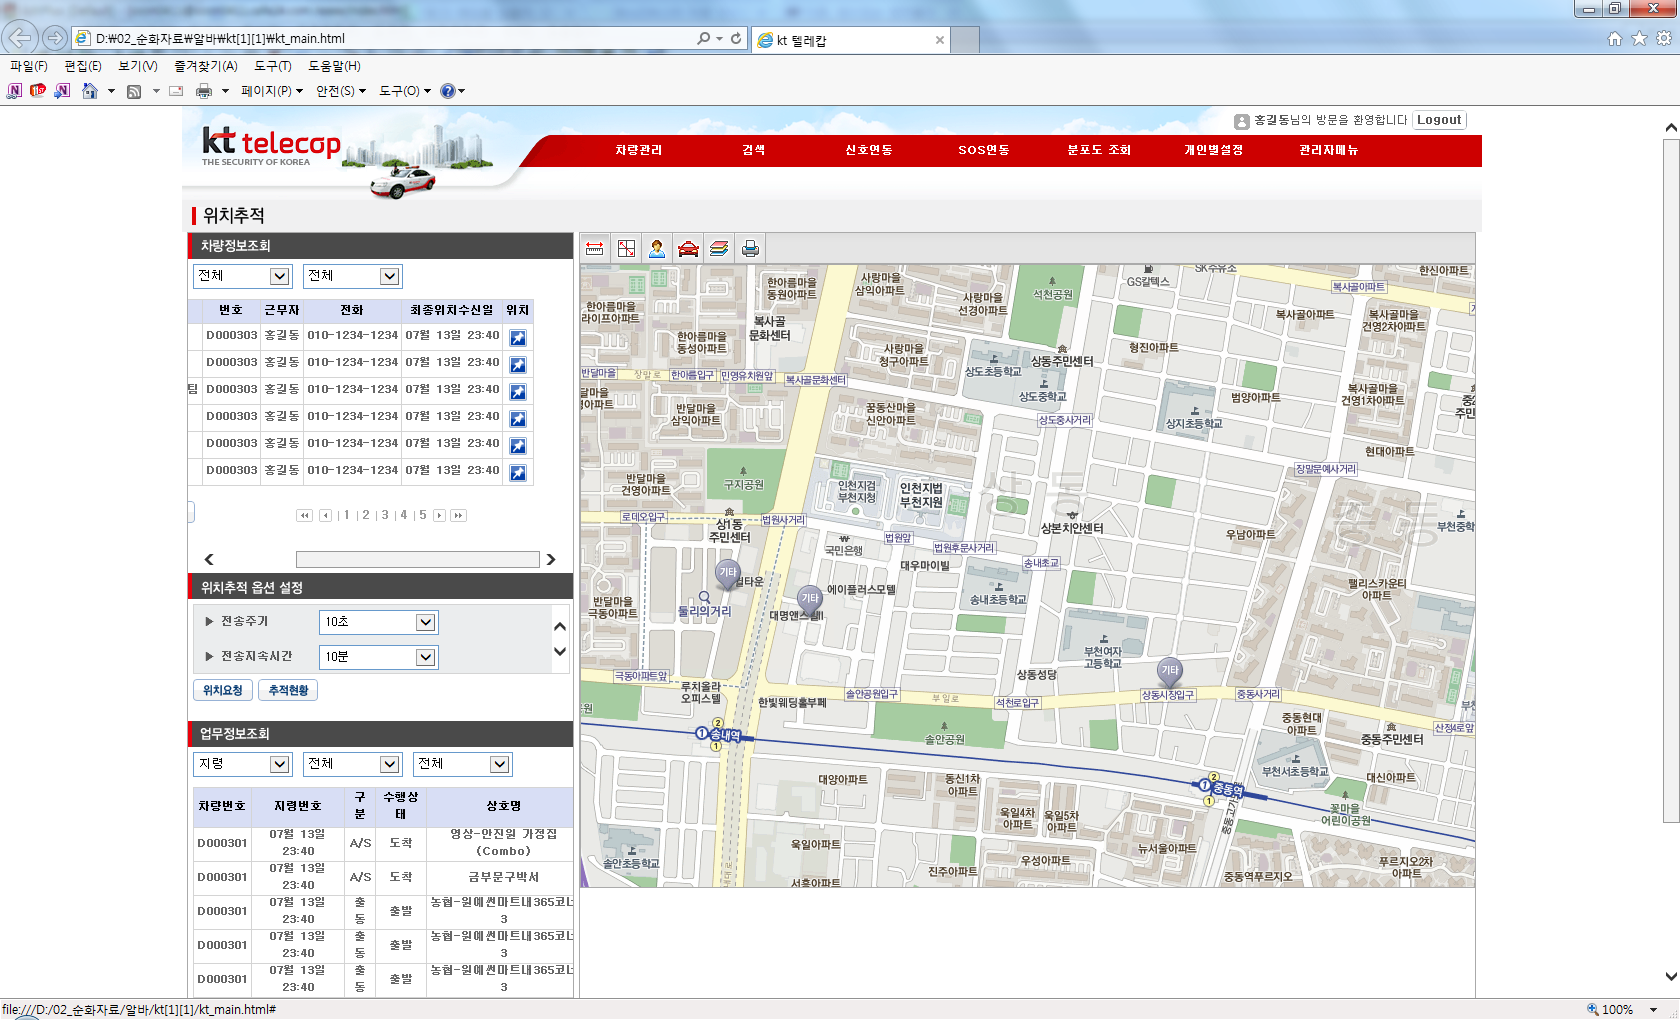 D:₩02_순화자료₩알바₩kt[1][1]₩kt_main.html
kt 텔레캅
파일(F) 편집(E) 보기(V) 즐겨찾기(A) 도구(T) 도움말(H)
페이지(P) 안전(S) 도구(O)
홍길동님의 방문을 환영합니다 Logout
kt telecop
THE SECURITY OF KOREA
차량관리 검색 신호연동 SOS연동 분포도 조회 개인별설정 관리자메뉴
위치추적
차량정보조회
전체 전체
번호 근무자 전화 최종위치수신일 위치
D000303 홍길동 010-1234-1234 07월 13일 23:40
D000303 홍길동 010-1234-1234 07월 13일 23:40
팀 D000303 홍길동 010-1234-1234 07월 13일 23:40
D000303 홍길동 010-1234-1234 07월 13일 23:40
D000303 홍길동 010-1234-1234 07월 13일 23:40
D000303 홍길동 010-1234-1234 07월 13일 23:40
| 1 | 2 | 3 | 4 | 5
위치추적 옵션 설정
전송주기 10초
전송지속시간 10분
위치요청 추적현황
업무정보조회
지령 전체 전체
차량번호 지령번호 구분 수행상태 상호명
D000301 07월 13일 23:40 A/S 도착 영상-안진원 가정집 (Combo)
D000301 07월 13일 23:40 A/S 도착 금부문구박서
D000301 07월 13일 23:40 출동 출발 농협-일예썬마트내365코너 3
D000301 07월 13일 23:40 출동 출발 농협-일예썬마트내365코너 3
D000301 07월 13일 23:40 출동 출발 농협-일예썬마트내365코너 3
한아름마을 동원아파트
사랑마을 삼익아파트
석천공원
SK주유소
GS칼텍스
한신아파트
복사골아파트
한아름마을
라이프아파트
복사골 문화센터
사랑마을 선경아파트
복사골아파트
복사골마을 건영2차아파트
한아름마을 동성아파트
사랑마을 청구아파트
상동주민센터
형진아파트
반달마을
장말로
한아름입구
민영유치원앞
복사골문화센터
상도초등학교
상도중학교
복사골마을 건영1차아파트
범양아파트
반달마을 삼익아파트
꿈동산마을 신안아파트
상도중사거리
상지초등학교
현대아파트
장말문예사거리
반달마을 건영아파트
구지공원
인천지검 부천지청
인천지법 부천지원
상동
중동
로데오입구
상1동 주민센터
법원사거리
상본치안센터
우남아파트
부천중학
국민은행
법원앞
법원후문사거리
대우마이빌
송내초교
기타
월타운
둘리의거리
기타
에이플러스모텔
대명앤스빌II
송내초등학교
팰리스카운티 아파트
반달마을 극동아파트
부천여자 고등학교
극동아파트앞
루치올라 오피스텔
한빛웨딩홀부페
솔안공원입구
부일로
상동성당
석천로입구
기타
상동시장입구
중동사거리
중동현대 아파트
산정로앞
중동주민센터
솔안공원
1 송내역
2
1
부천서초등학교
대신아파트
1 중동역
2
1
꽃마을 어린이공원
대양아파트
동신1차 아파트
욱일4차 아파트
욱일5차 아파트
솔안초등학교
욱일아파트
우성아파트
뉴서울아파트
진주아파트
서흥아파트
중동역푸르지오
푸르지오2차 아파트
file:///D:/02_순화자료/알바/kt[1][1]/kt_main.html#
100%